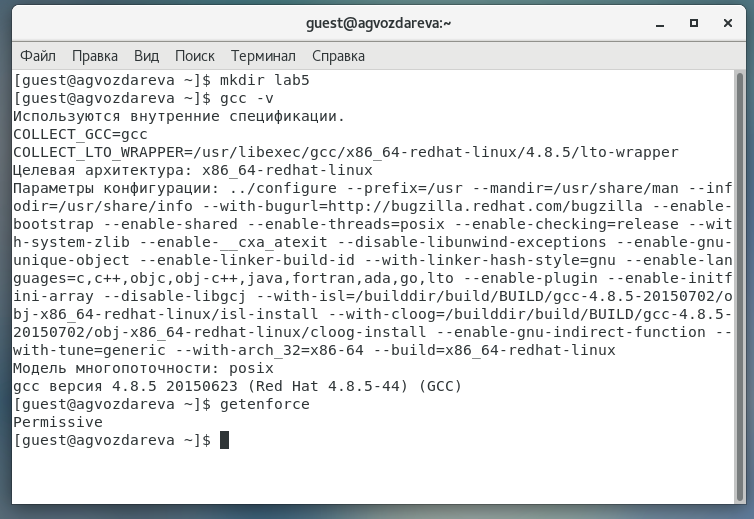 guest@agvozdareva:~
Файл Правка Вид Поиск Терминал Справка
[guest@agvozdareva ~]$ mkdir lab5
[guest@agvozdareva ~]$ gcc -v
Используются внутренние спецификации.
COLLECT_GCC=gcc
COLLECT_LTO_WRAPPER=/usr/libexec/gcc/x86_64-redhat-linux/4.8.5/lto-wrapper
Целевая архитектура: x86_64-redhat-linux
Параметры конфигурации: ../configure --prefix=/usr --mandir=/usr/share/man --inf
odir=/usr/share/info --with-bugurl=http://bugzilla.redhat.com/bugzilla --enable-
bootstrap --enable-shared --enable-threads=posix --enable-checking=release --wit
h-system-zlib --enable-__cxa_atexit --disable-libunwind-exceptions --enable-gnu-
unique-object --enable-linker-build-id --with-linker-hash-style=gnu --enable-lan
guages=c,c++,objc,obj-c++,java,fortran,ada,go,lto --enable-plugin --enable-initf
ini-array --disable-libgcj --with-isl=/builddir/build/BUILD/gcc-4.8.5-20150702/o
bj-x86_64-redhat-linux/isl-install --with-cloog=/builddir/build/BUILD/gcc-4.8.5-
20150702/obj-x86_64-redhat-linux/cloog-install --enable-gnu-indirect-function --
with-tune=generic --with-arch_32=x86-64 --build=x86_64-redhat-linux
Модель многопоточности: posix
gcc версия 4.8.5 20150623 (Red Hat 4.8.5-44) (GCC)
[guest@agvozdareva ~]$ getenforce
Permissive
[guest@agvozdareva ~]$